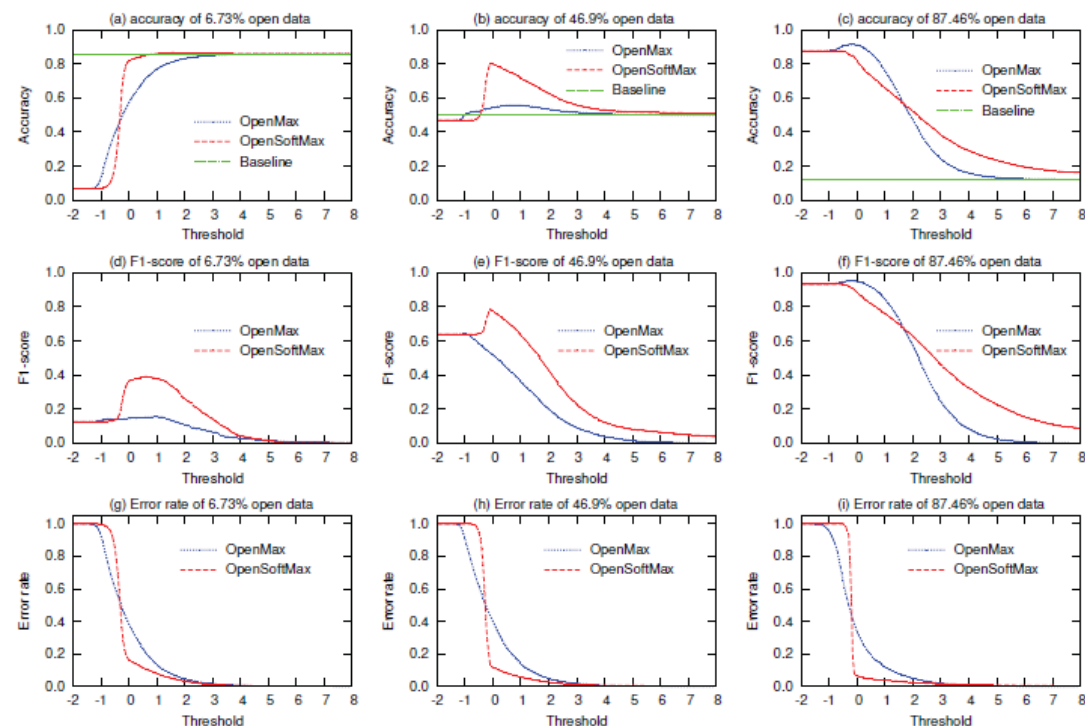 (a) accuracy of 6.73% open data
1.0
0.8
0.6
0.4
0.2
0.0
Accuracy
OpenMax
OpenSoftMax
Baseline
-2 -1 0 1 2 3 4 5 6 7 8
Threshold
(b) accuracy of 46.9% open data
1.0
0.8
0.6
0.4
0.2
0.0
Accuracy
OpenMax
OpenSoftMax
Baseline
-2 -1 0 1 2 3 4 5 6 7 8
Threshold
(c) accuracy of 87.46% open data
1.0
0.8
0.6
0.4
0.2
0.0
Accuracy
OpenMax
OpenSoftMax
Baseline
-2 -1 0 1 2 3 4 5 6 7 8
Threshold
(d) F1-score of 6.73% open data
1.0
0.8
0.6
0.4
0.2
0.0
F1-score
OpenMax
OpenSoftMax
-2 -1 0 1 2 3 4 5 6 7 8
Threshold
(e) F1-score of 46.9% open data
1.0
0.8
0.6
0.4
0.2
0.0
F1-score
OpenMax
OpenSoftMax
-2 -1 0 1 2 3 4 5 6 7 8
Threshold
(f) F1-score of 87.46% open data
1.0
0.8
0.6
0.4
0.2
0.0
F1-score
OpenMax
OpenSoftMax
-2 -1 0 1 2 3 4 5 6 7 8
Threshold
(g) Error rate of 6.73% open data
1.0
0.8
0.6
0.4
0.2
0.0
Error rate
OpenMax
OpenSoftMax
-2 -1 0 1 2 3 4 5 6 7 8
Threshold
(h) Error rate of 46.9% open data
1.0
0.8
0.6
0.4
0.2
0.0
Error rate
OpenMax
OpenSoftMax
-2 -1 0 1 2 3 4 5 6 7 8
Threshold
(i) Error rate of 87.46% open data
1.0
0.8
0.6
0.4
0.2
0.0
Error rate
OpenMax
OpenSoftMax
-2 -1 0 1 2 3 4 5 6 7 8
Threshold